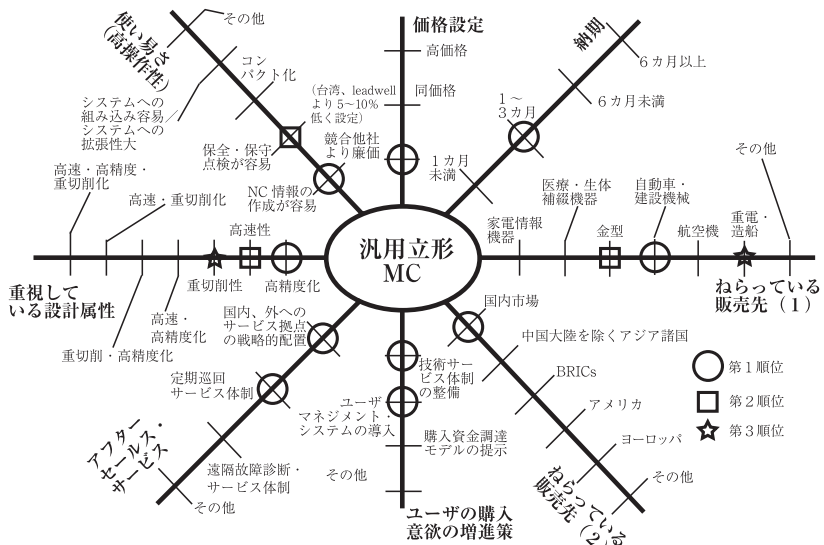 使い易さ
(高操作性)
その他
コン
パクト化
システムへの
組み込み容易／
システムへの
拡張性大
保全・保守
点検が容易
NC 情報の
作成が容易
価格設定
高価格
同価格
(台湾、leadwell
より 5～10%
低く設定)
競合他社
より廉価
納期
6 カ月以上
6 カ月未満
1 ～
3 カ月
1 カ月
未満
高速・高精度・
重切削化
高速・重切削化
高速性
重切削性
高精度化
高速・
高精度化
重切削・高精度化
重視して
いる設計属性
汎用立形
MC
家電情報
機器
医療・生体
補綴機器
金型
自動車・
建設機械
航空機
重電・
造船
その他
ねらっている
販売先（1）
国内、外への
サービス拠点
の戦略的配置
定期巡回
サービス体制
遠隔故障診断・
サービス体制
その他
アフター
セールス・
サービス
技術サー
ビス体制
の整備
ユーザ
マネジメント・
システムの導入
購入資金調達
モデルの提示
その他
ユーザの購入
意欲の増進策
国内市場
中国大陸を除くアジア諸国
BRICs
アメリカ
ヨーロッパ
その他
ねらっている
販売先（2）
第 1 順位
第 2 順位
第 3 順位